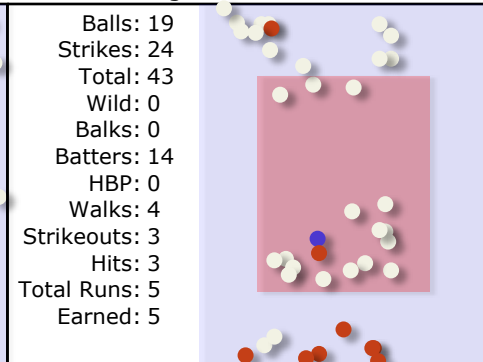 Balls: 19
Strikes: 24
Total: 43
Wild: 0
Balks: 0
Batters: 14
HBP: 0
Walks: 4
Strikeouts: 3
Hits: 3
Total Runs: 5
Earned: 5